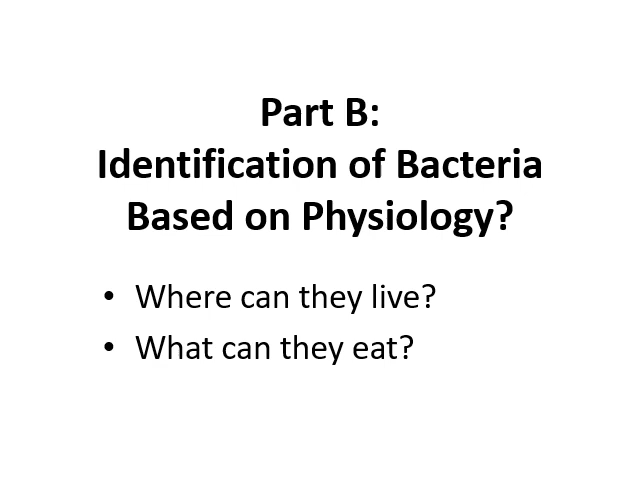 Part B:
Identification of Bacteria
Based on Physiology?
• Where can they live?
• What can they eat?